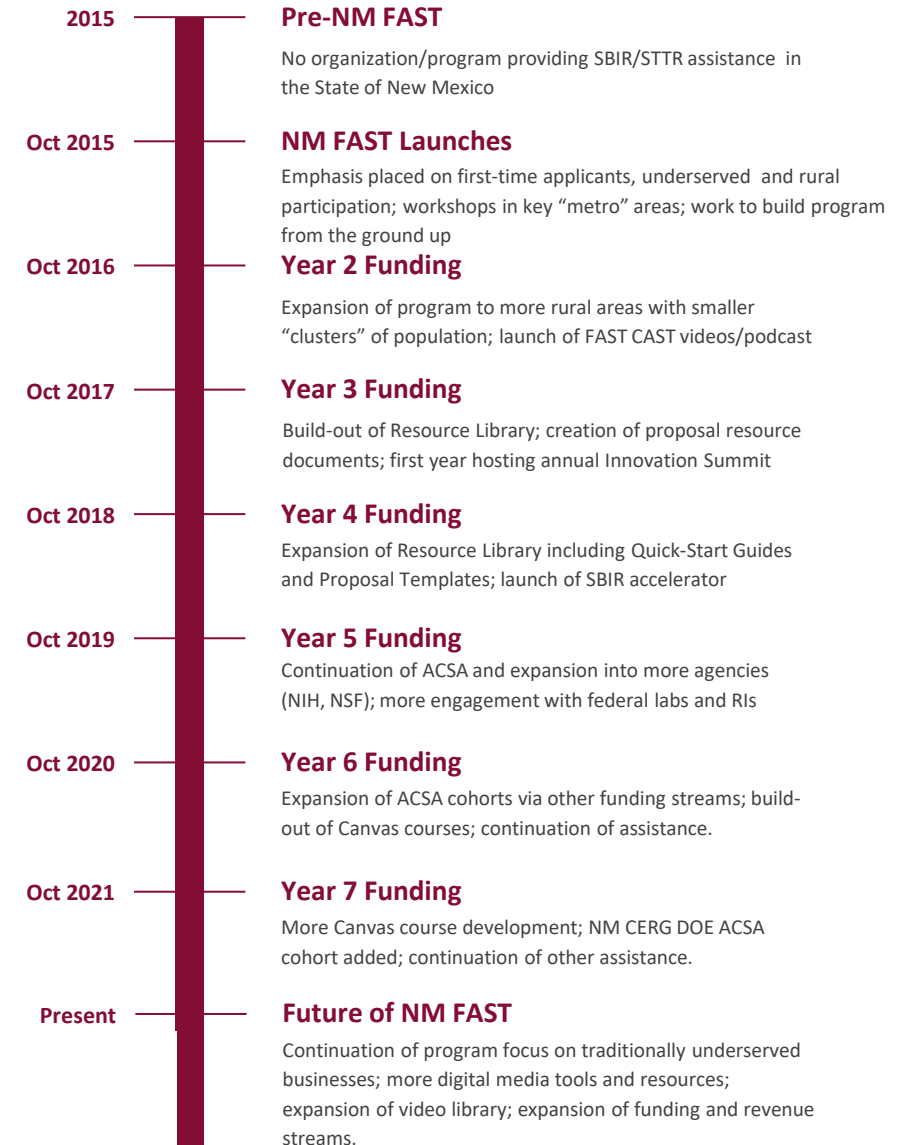 2015
Pre-NM FAST
No organization/program providing SBIR/STTR assistance in
the State of New Mexico
Oct 2015
NM FAST Launches
Emphasis placed on first-time applicants, underserved and rural
participation; workshops in key “metro” areas; work to build program
from the ground up
Oct 2016
Year 2 Funding
Expansion of program to more rural areas with smaller
“clusters” of population; launch of FAST CAST videos/podcast
Oct 2017
Year 3 Funding
Build-out of Resource Library; creation of proposal resource
documents; first year hosting annual Innovation Summit
Oct 2018
Year 4 Funding
Expansion of Resource Library including Quick-Start Guides
and Proposal Templates; launch of SBIR accelerator
Oct 2019
Year 5 Funding
Continuation of ACSA and expansion into more agencies
(NIH, NSF); more engagement with federal labs and RIs
Oct 2020
Year 6 Funding
Expansion of ACSA cohorts via other funding streams; build-
out of Canvas courses; continuation of assistance.
Oct 2021
Year 7 Funding
More Canvas course development; NM CERG DOE ACSA
cohort added; continuation of other assistance.
Present
Future of NM FAST
Continuation of program focus on traditionally underserved
businesses; more digital media tools and resources;
expansion of video library; expansion of funding and revenue
streams.